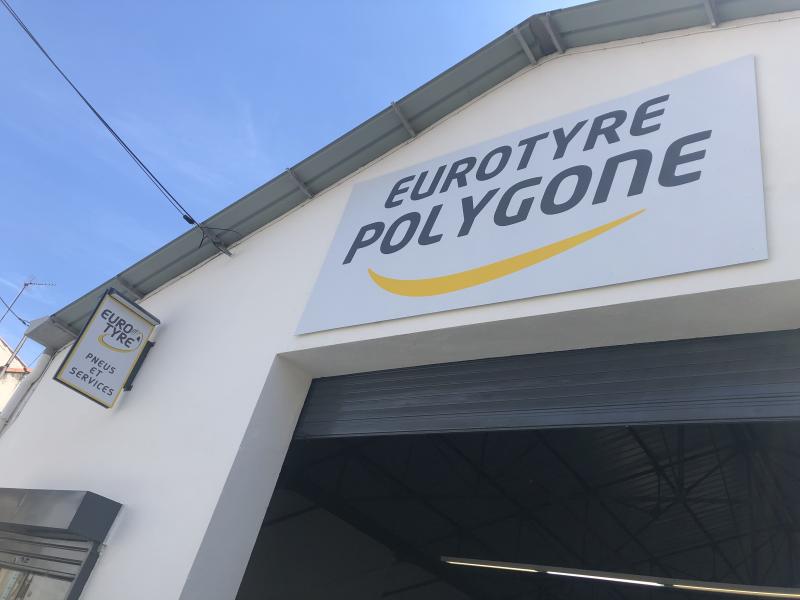 EUROTYRE
POLYGONE
EURO
TYRE
PNEUS
ET
SERVICES